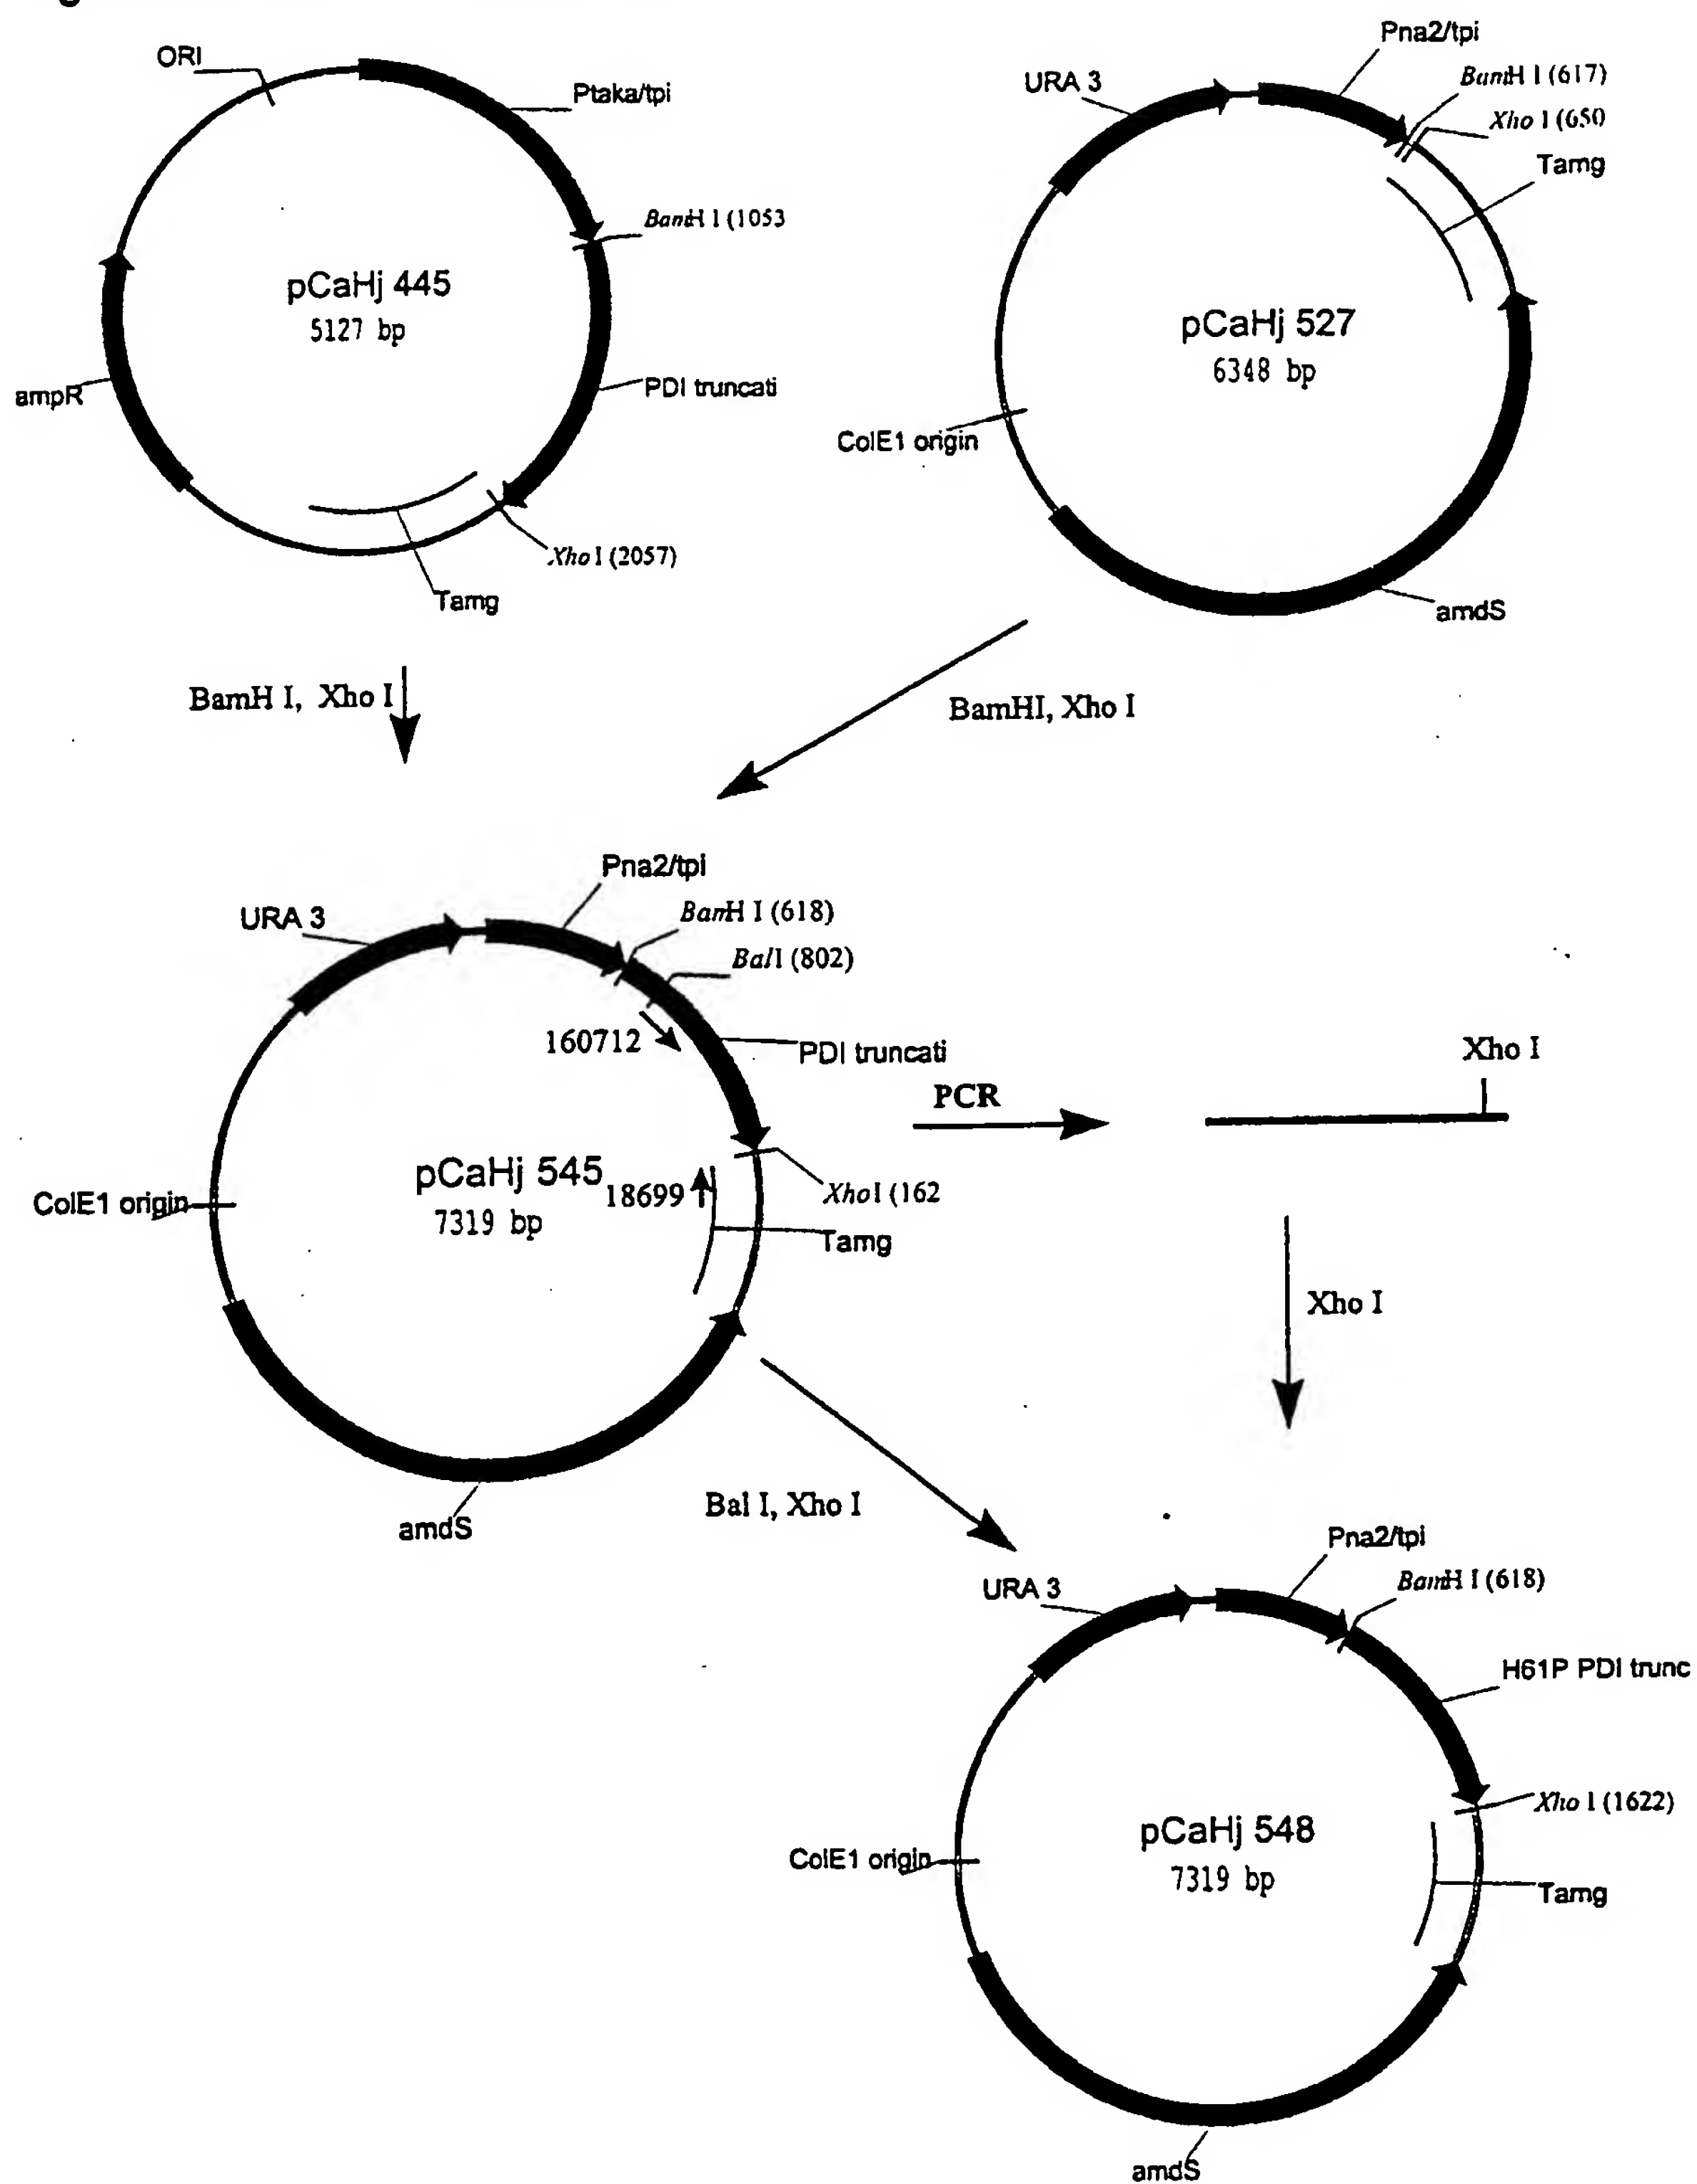 ORI
Ptaka/tpi
BamH I (1053
pCaHj 445
5127 bp
ampR
PDI truncati
Xho I (2057)
Tamg
Pna2/tpi
URA 3
BamH I (617)
Xho I (650
Tamg
pCaHj 527
6348 bp
ColE1 origin
amdS
BamH I, Xho I
BamHI, Xho I
Pna2/tpi
URA 3
BamH I (618)
Bal I (802)
160712
PDI truncati
pCaHj 545
7319 bp
18699
ColE1 origin
Xho I (162
Tamg
amdS
PCR
Xho I
Xho I
Bal I, Xho I
Pna2/tpi
URA 3
BamH I (618)
H61P PDI trunc
Xho I (1622)
pCaHj 548
7319 bp
ColE1 origin
Tamg
amdS